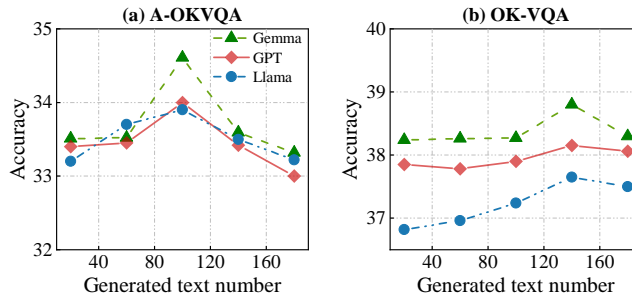 (a) A-OKVQA
35
34
33
32
Accuracy
Gemma
GPT
Llama
40 80 120 160
Generated text number
(b) OK-VQA
40
39
38
37
Accuracy
40 80 120 160
Generated text number